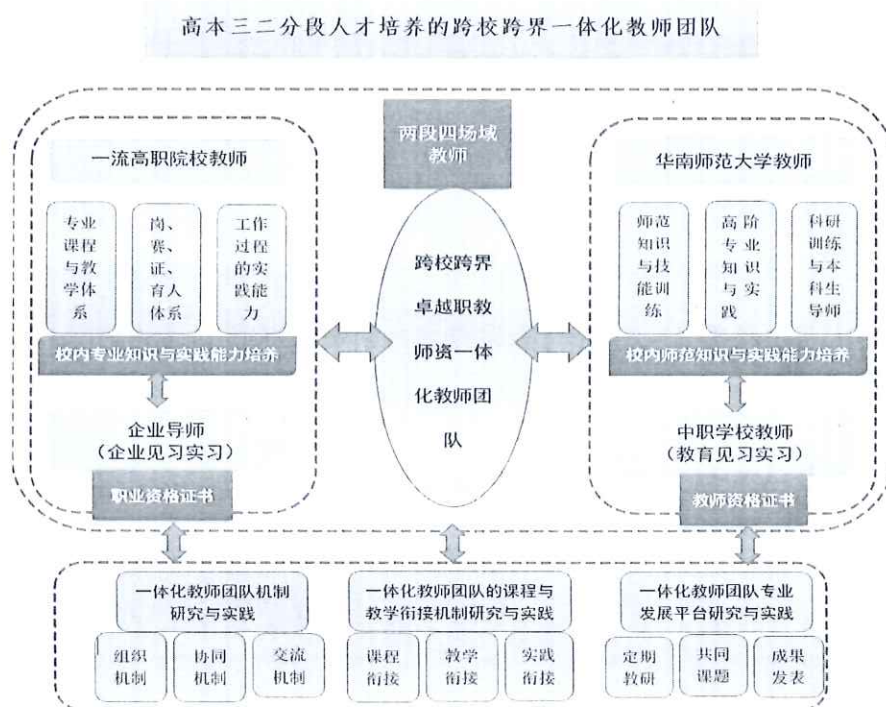 高本三二分段人才培养的跨校跨界一体化教师团队
两段四场域
教师
一流高职院校教师
专业
课程
与教
学体
系
岗、
赛、
证、
育人
体系
工作
过程
的实
践能
力
校内专业知识与实践能力培养
企业导师
（企业见习实习）
职业资格证书
跨校跨界
卓越职教
师资一体
化教师团
队
华南师范大学教师
师范
知识
与技
能训
练
高阶
专业
知识
与实
践
科研
训练
与本
科生
导师
校内师范知识与实践能力培养
中职学校教师
（教育见习实习）
教师资格证书
一体化教师团队机制
研究与实践
组织
机制
协同
机制
交流
机制
一体化教师团队的课程与
教学衔接机制研究与实践
课程
衔接
教学
衔接
实践
衔接
一体化教师团队专业
发展平台研究与实践
定期
教研
共同
课题
成果
发表